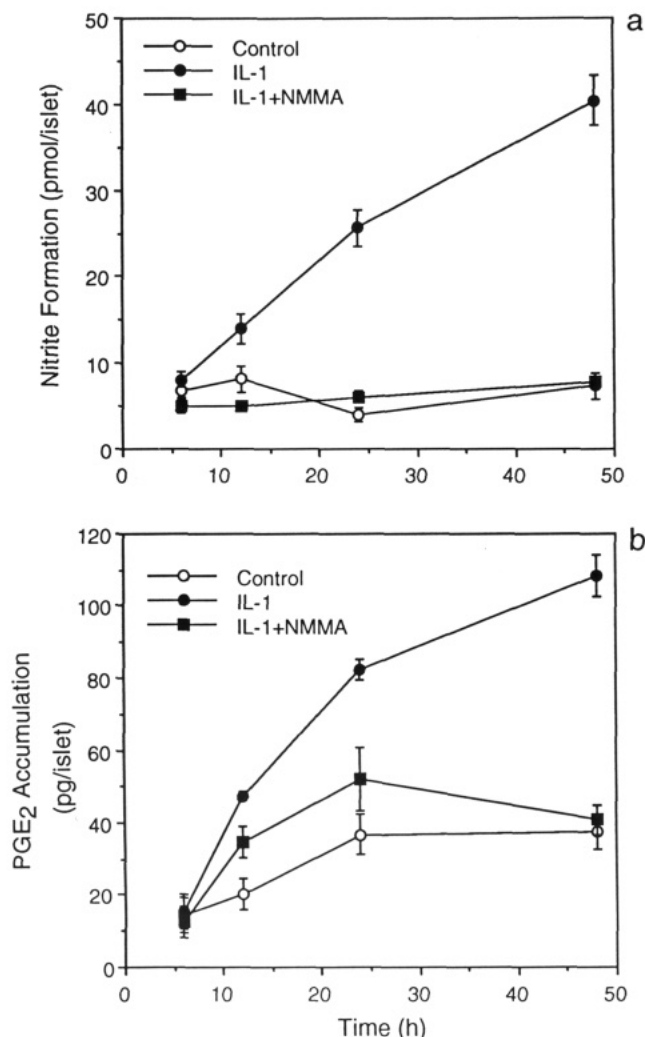 a
50
40
30
20
10
0
Nitrite Formation (pmol/islet)
Control
IL-1
IL-1+NMMA
0 10 20 30 40 50
b
120
100
80
60
40
20
0
PGE2 Accumulation
(pg/islet)
Control
IL-1
IL-1+NMMA
0 10 20 30 40 50
Time (h)